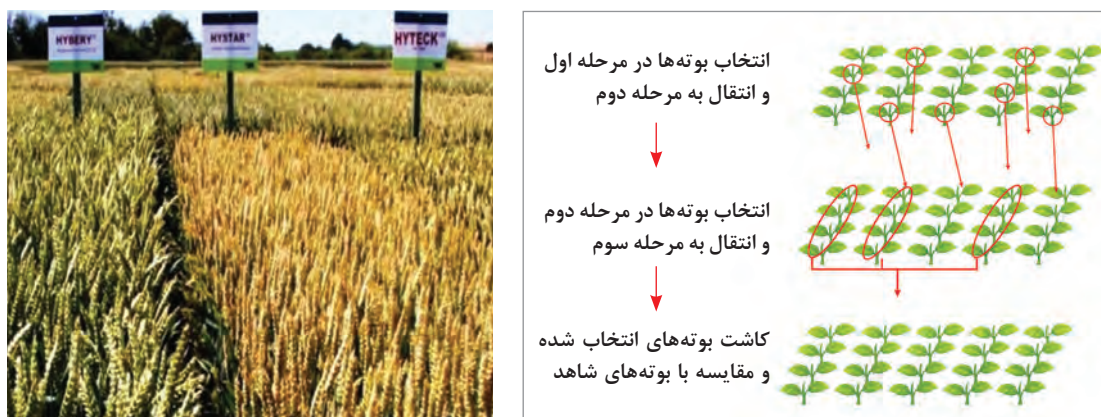 HYBERY
HYSTAR
HYTECK
انتخاب بوته‌ها در مرحله اول
و انتقال به مرحله دوم
انتخاب بوته‌ها در مرحله دوم
و انتقال به مرحله سوم
کاشت بوته‌های انتخاب شده
و مقایسه با بوته‌های شاهد